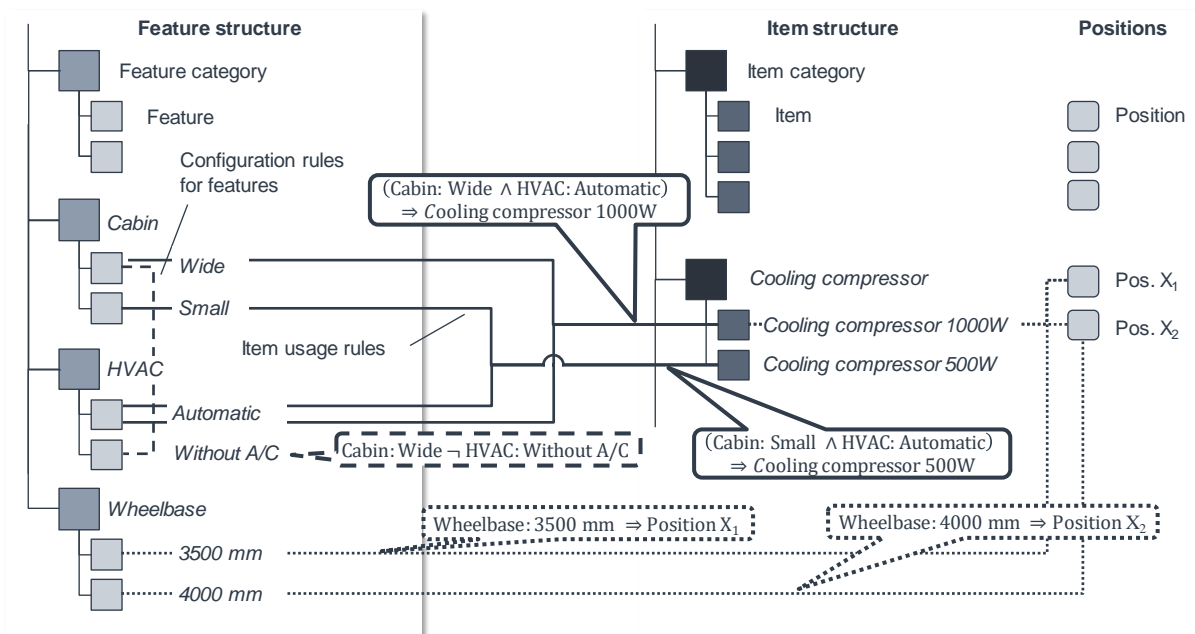 Feature structure
Item structure
Positions
Feature category
Item category
Feature
Item
Position
Configuration rules
for features
(Cabin: Wide ∧ HVAC: Automatic)
⇒ Cooling compressor 1000W
Cabin
Wide
Cooling compressor
Pos. X₁
Small
Cooling compressor 1000W
Pos. X₂
Item usage rules
HVAC
Cooling compressor 500W
Automatic
(Cabin: Small ∧ HVAC: Automatic)
⇒ Cooling compressor 500W
Without A/C
Cabin: Wide ¬ HVAC: Without A/C
Wheelbase
Wheelbase: 3500 mm ⇒ Position X₁
Wheelbase: 4000 mm ⇒ Position X₂
3500 mm
4000 mm